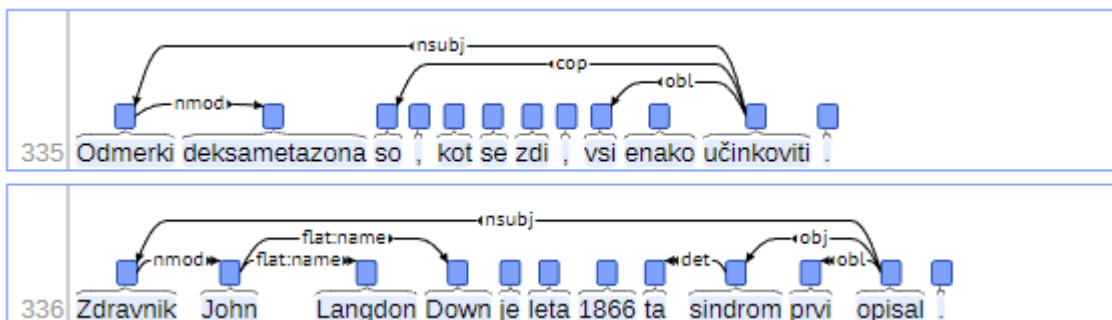 nsubj
cop
obl
nmod
335 Odmerki deksametazona so , kot se zdi , vsi enako učinkoviti .
nsubj
flat:name obj
nmod flat:name det obl
336 Zdravnik John Langdon Down je leta 1866 ta sindrom prvi opisal .